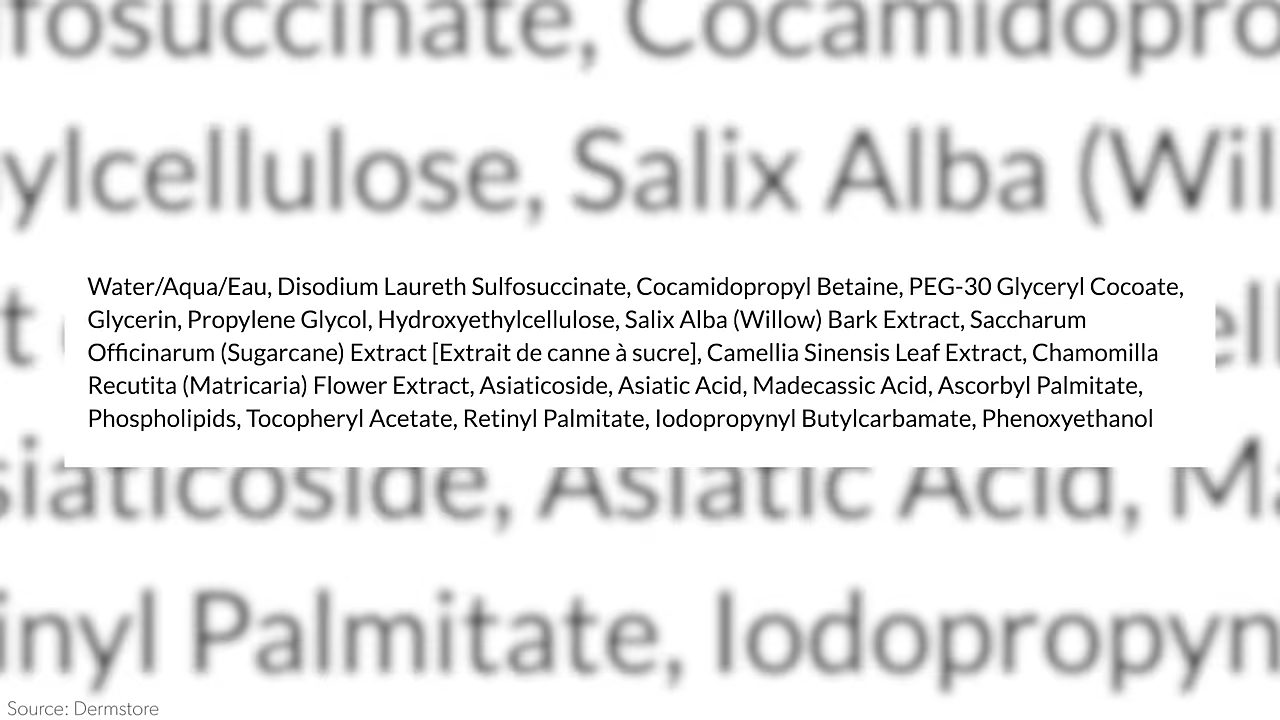 fosuccinate, Cocamidopro
ylcellulose, Salix Alba (Wil
Water/Aqua/Eau, Disodium Laureth Sulfosuccinate, Cocamidopropyl Betaine, PEG-30 Glyceryl Cocoate,
Glycerin, Propylene Glycol, Hydroxyethylcellulose, Salix Alba (Willow) Bark Extract, Saccharum
Officinarum (Sugarcane) Extract [Extrait de canne à sucre], Camellia Sinensis Leaf Extract, Chamomilla
Recutita (Matricaria) Flower Extract, Asiaticoside, Asiatic Acid, Madecassic Acid, Ascorbyl Palmitate,
Phospholipids, Tocopheryl Acetate, Retinyl Palmitate, Iodopropynyl Butylcarbamate, Phenoxyethanol
siaticoside, Asiatic Acid, Ma
inyl Palmitate, Iodopropyn
Source: Dermstore